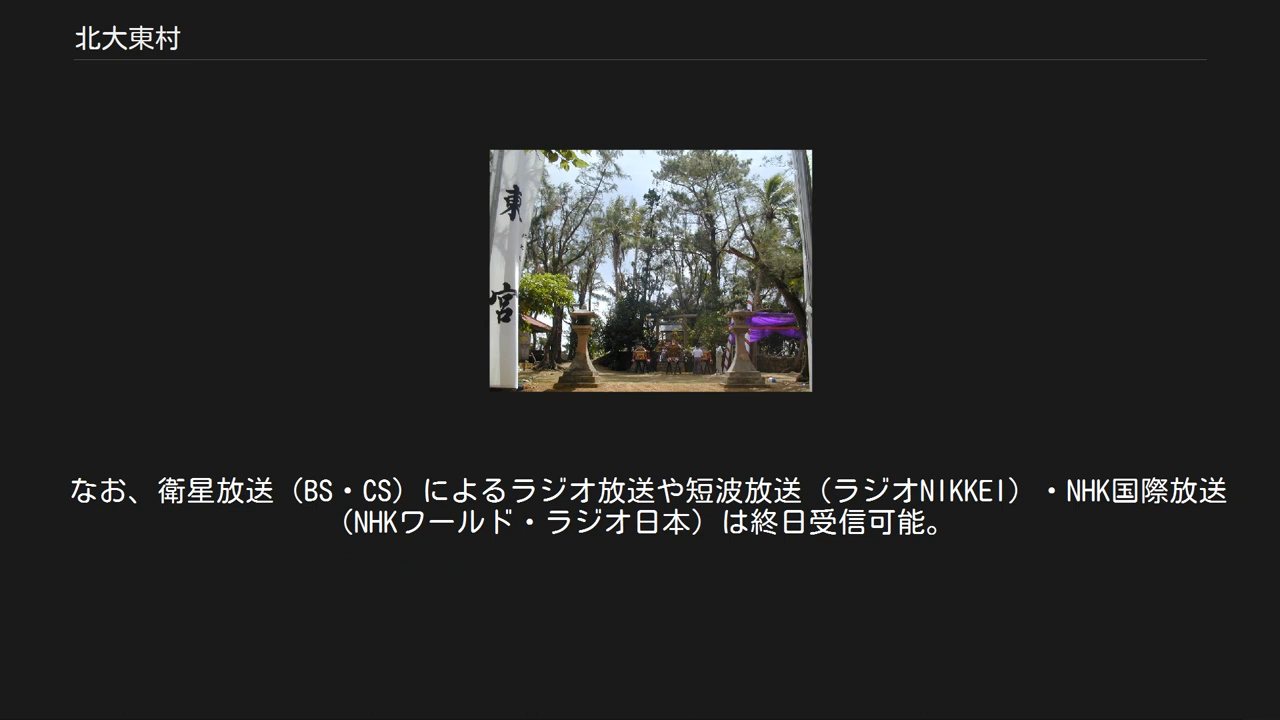 北大東村
東
宮
なお、衛星放送（BS・CS）によるラジオ放送や短波放送（ラジオNIKKEI）・NHK国際放送
（NHKワールド・ラジオ日本）は終日受信可能。